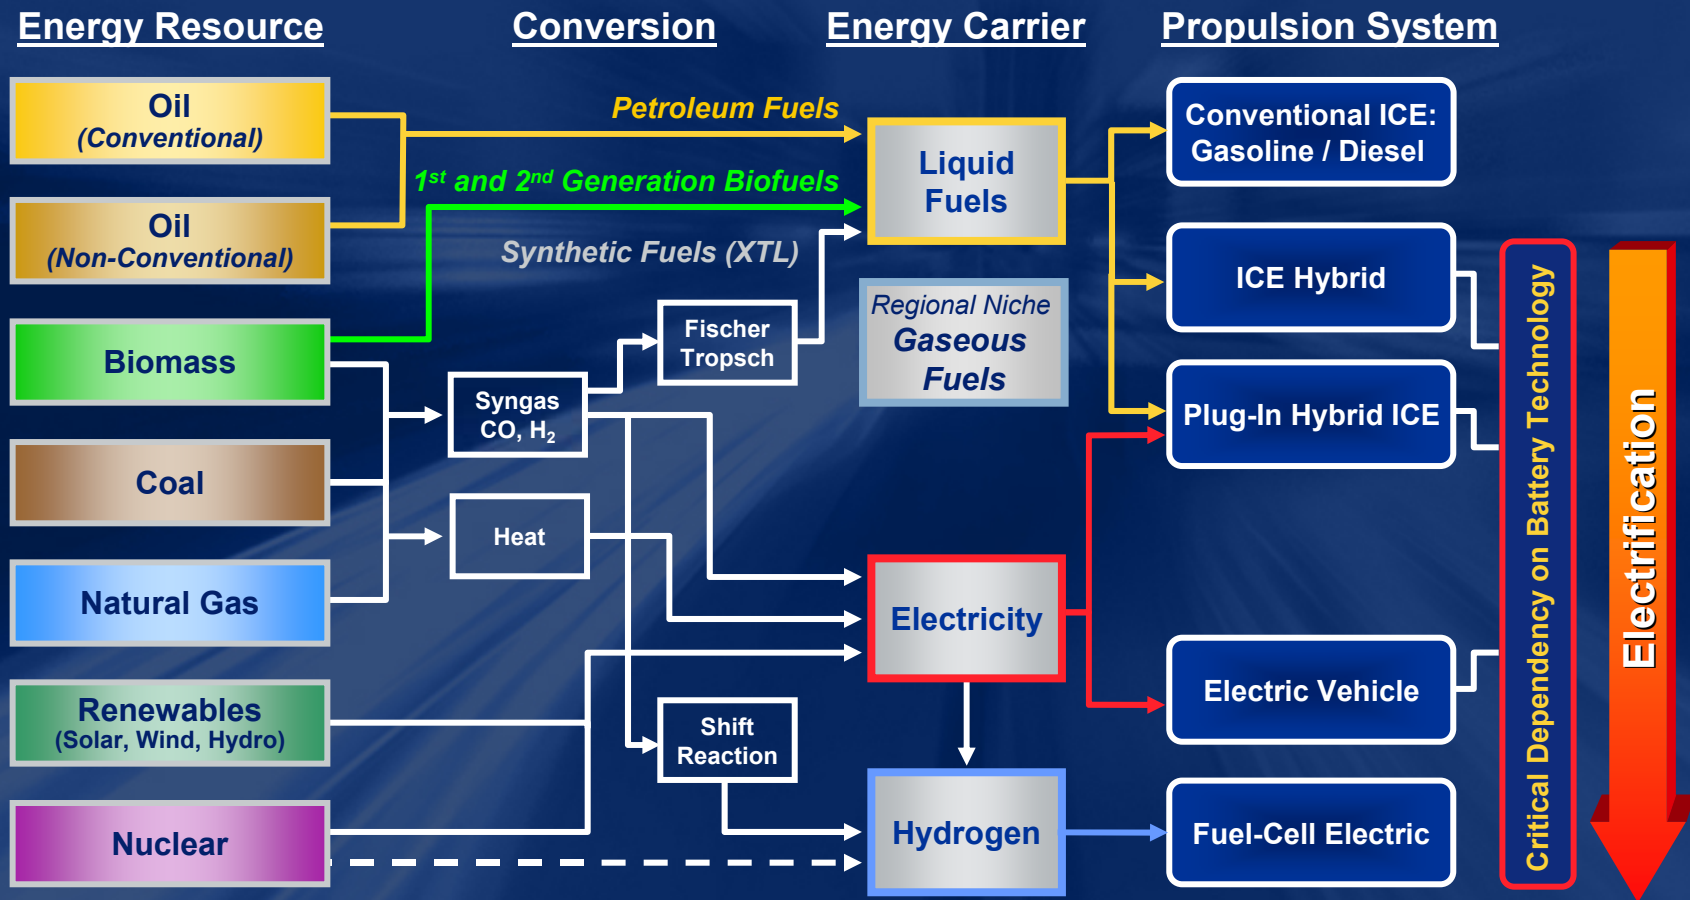 Energy Resource
Conversion
Energy Carrier
Propulsion System
Oil
(Conventional)
Oil
(Non-Conventional)
Biomass
Coal
Natural Gas
Renewables
(Solar, Wind, Hydro)
Nuclear
Petroleum Fuels
1st and 2nd Generation Biofuels
Synthetic Fuels (XTL)
Fischer
Tropsch
Syngas
CO, H₂
Heat
Shift
Reaction
Liquid
Fuels
Regional Niche
Gaseous
Fuels
Electricity
Hydrogen
Conventional ICE:
Gasoline / Diesel
ICE Hybrid
Plug-In Hybrid ICE
Electric Vehicle
Fuel-Cell Electric
Critical Dependency on Battery Technology
Electrification